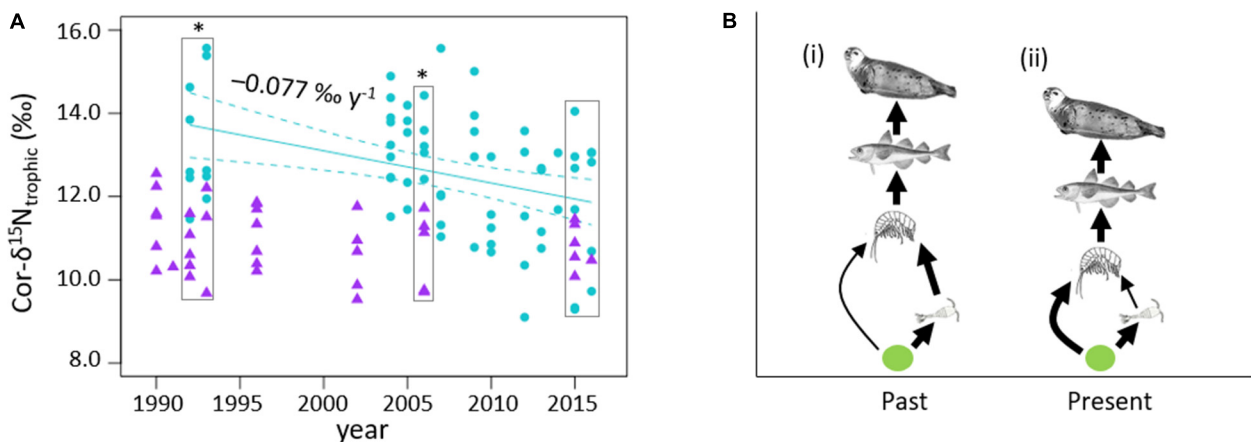 A
B
16.0
14.0
12.0
10.0
8.0
Cor-δ15Ntrophic (‰)
*
*
−0.077 ‰ y-1
1990
1995
2000
2005
2010
2015
year
(i)
(ii)
Past
Present